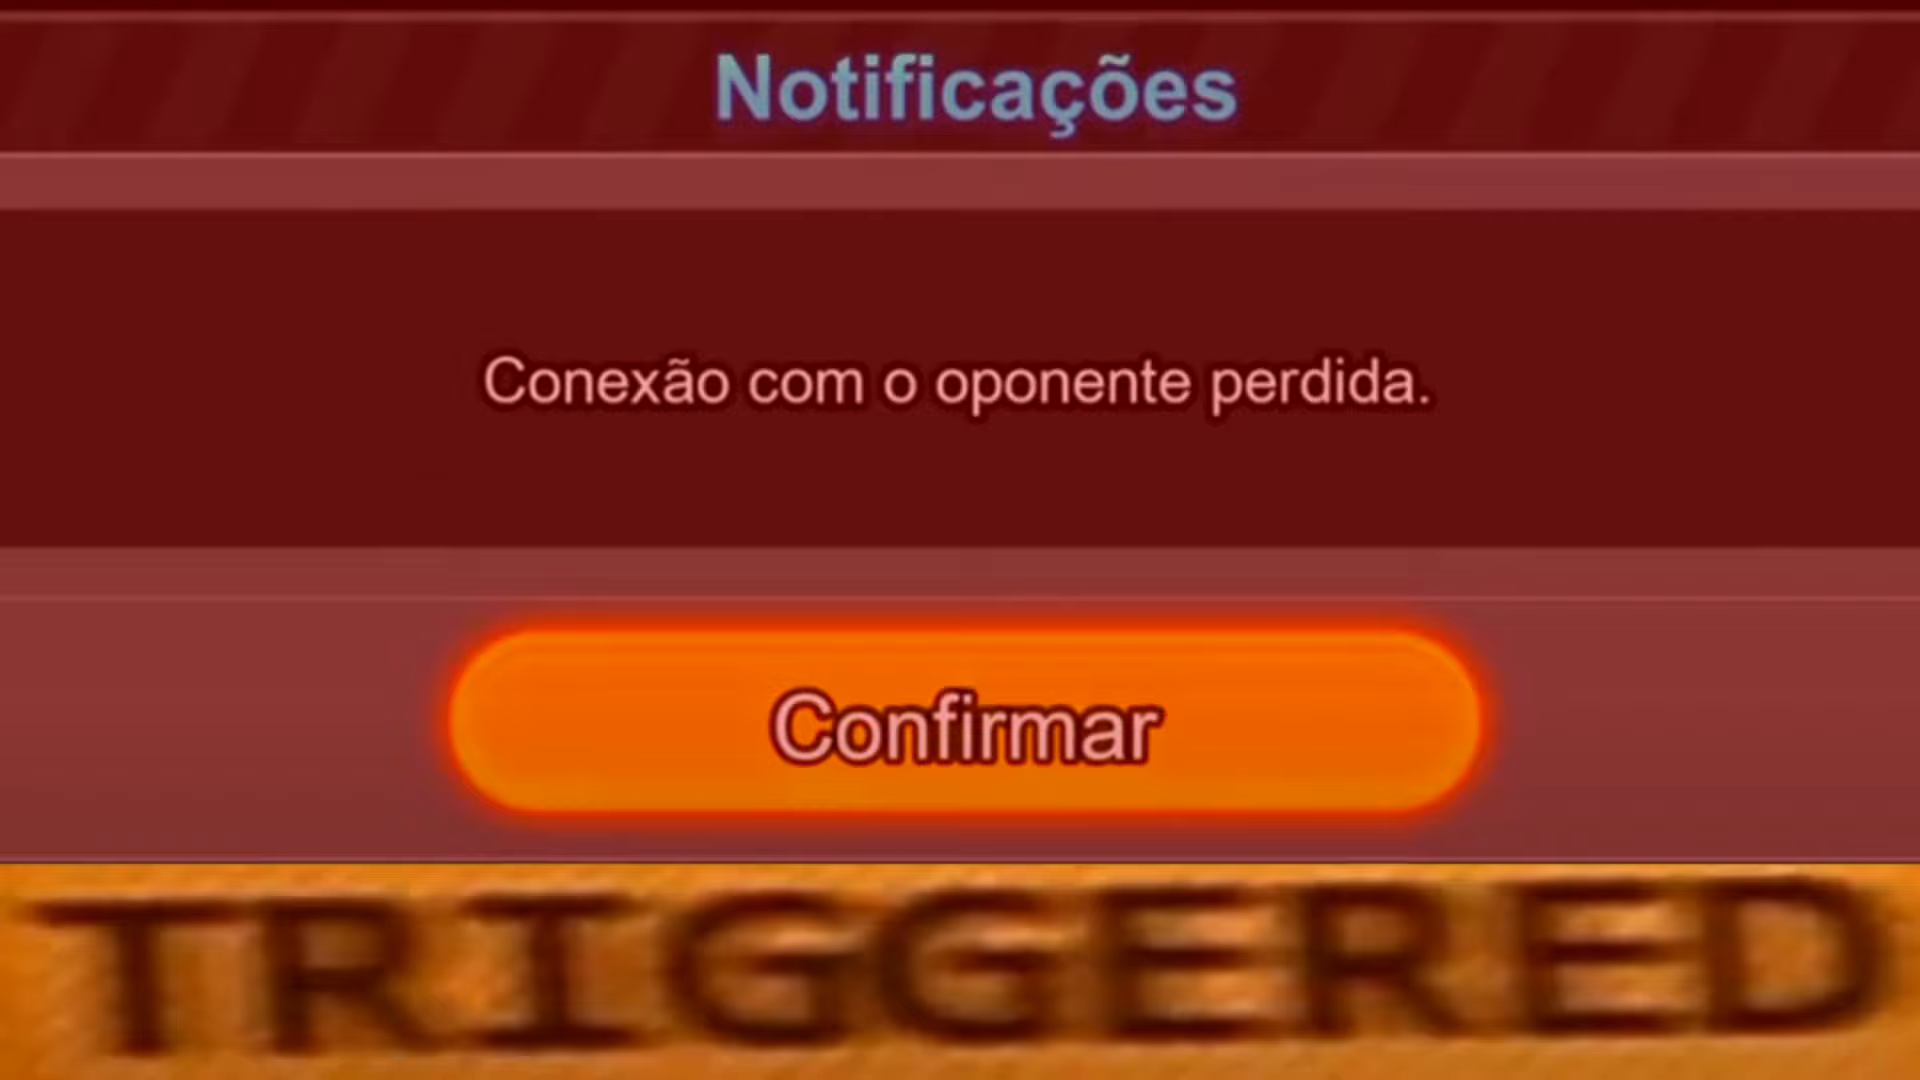 Notificações
Conexão com o oponente perdida.
Confirmar
TRIGGERED